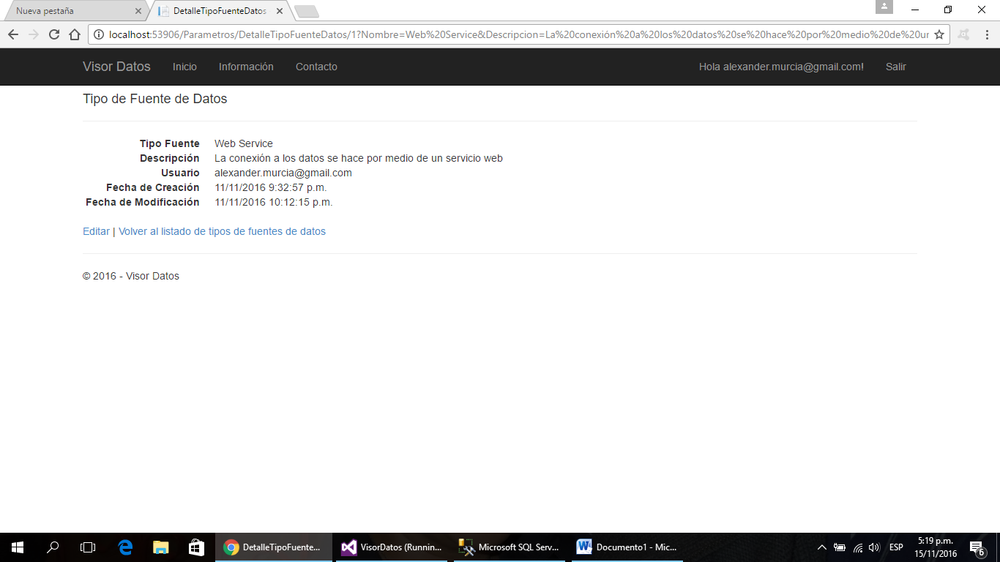 Nueva pestaña
DetalleTipoFuenteDatos
localhost:53906/Parametros/DetalleTipoFuenteDatos/1?Nombre=Web%20Service&Descripcion=La%20conexión%20a%20los%20datos%20se%20hace%20por%20medio%20de%20ur
Visor Datos Inicio Información Contacto Hola alexander.murcia@gmail.com! Salir
Tipo de Fuente de Datos
Tipo Fuente Web Service
Descripción La conexión a los datos se hace por medio de un servicio web
Usuario alexander.murcia@gmail.com
Fecha de Creación 11/11/2016 9:32:57 p.m.
Fecha de Modificación 11/11/2016 10:12:15 p.m.
Editar | Volver al listado de tipos de fuentes de datos
© 2016 - Visor Datos
DetalleTipoFuente... VisorDatos (Runnin... Microsoft SQL Serv... Documento1 - Mic... ESP
5:19 p.m.
15/11/2016
6